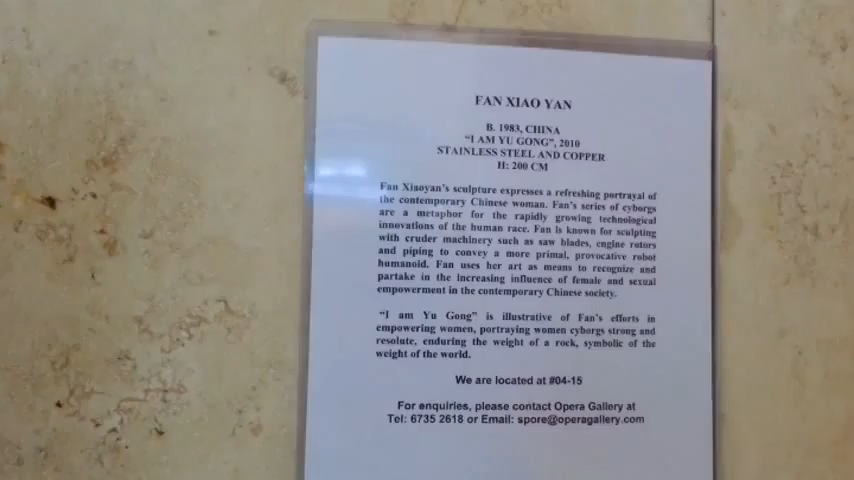 FAN XIAO YAN
B. 1983, CHINA
“I AM YU GONG”, 2010
STAINLESS STEEL AND COPPER
H: 200 CM
Fan Xiaoyan’s sculpture expresses a refreshing portrayal of
the contemporary Chinese woman. Fan’s series of cyborgs
are a metaphor for the rapidly growing technological
innovations of the human race. Fan is known for sculpting
with cruder machinery such as saw blades, engine rotors
and piping to convey a more primal, provocative robot
humanoid. Fan uses her art as means to recognize and
partake in the increasing influence of female and sexual
empowerment in the contemporary Chinese society.
“I am Yu Gong” is illustrative of Fan’s efforts in
empowering women, portraying women cyborgs strong and
resolute, enduring the weight of a rock, symbolic of the
weight of the world.
We are located at #04-15
For enquiries, please contact Opera Gallery at
Tel: 6735 2618 or Email: spore@operagallery.com